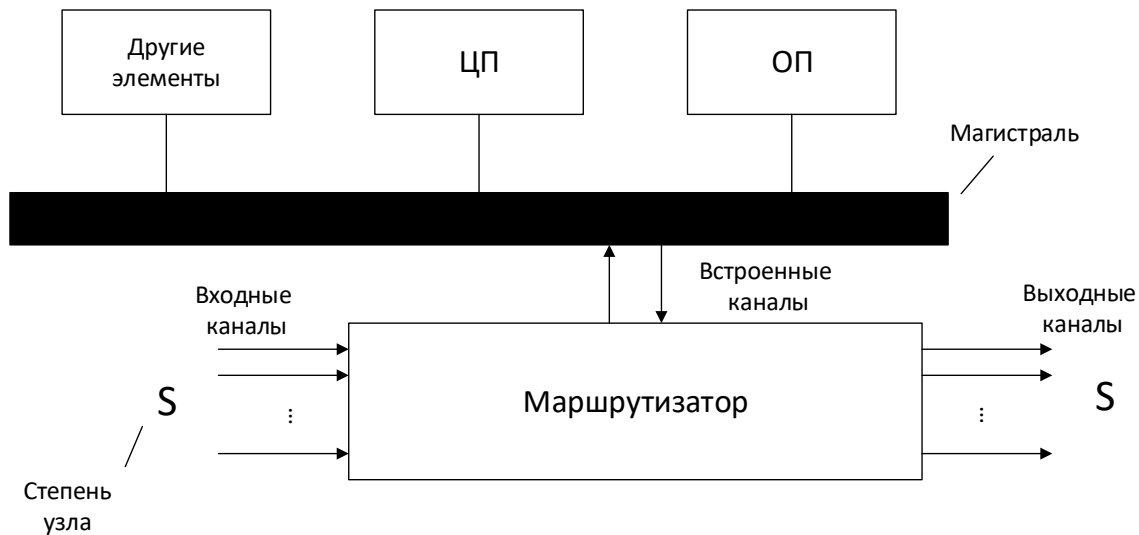 Другие
элементы
ЦП
ОП
Магистраль
Встроенные
каналы
Входные
каналы
Выходные
каналы
S
...
Маршрутизатор
...
S
Степень
узла